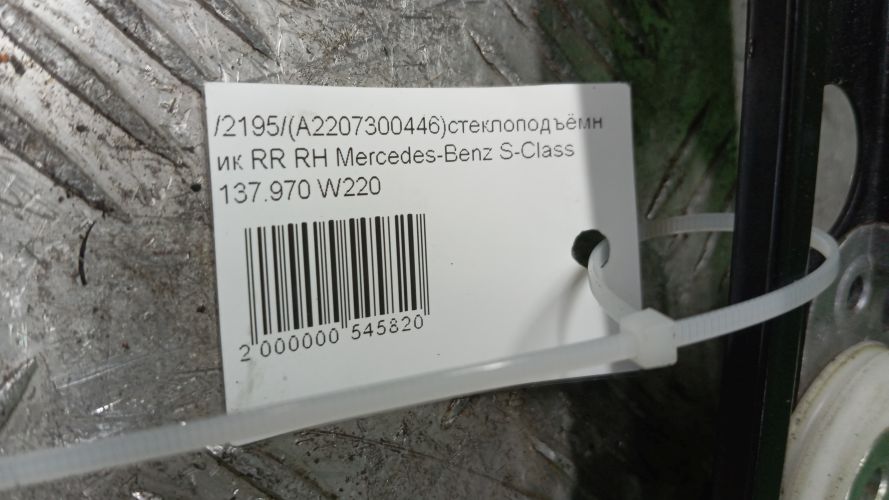 /2195/(A2207300446)стеклоподъёмн
ик RR RH Mercedes-Benz S-Class
137.970 W220
2 000000 545820